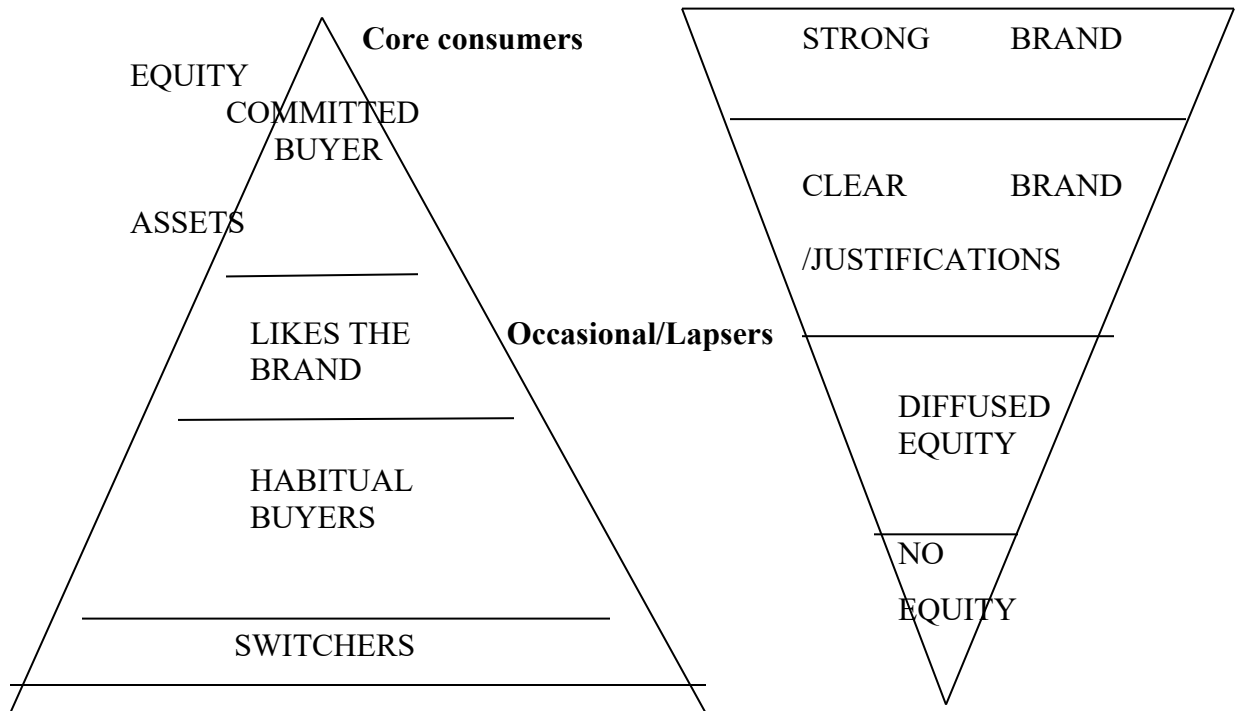 Core consumers
STRONG BRAND
EQUITY
COMMITTED
BUYER
CLEAR BRAND
ASSETS
/JUSTIFICATIONS
LIKES THE
BRAND
Occasional/Lapsers
DIFFUSED
EQUITY
HABITUAL
BUYERS
NO
EQUITY
SWITCHERS